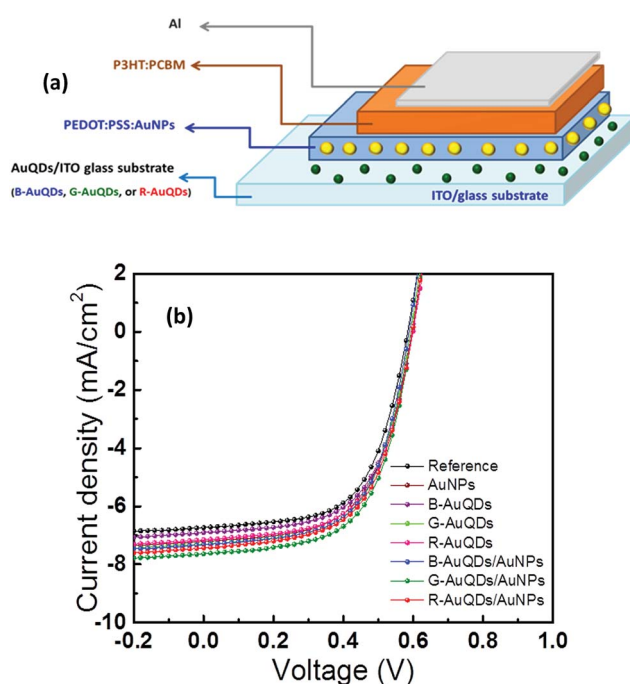 Al
(a)
P3HT:PCBM
PEDOT:PSS:AuNPs
AuQDs/ITO glass substrate
(B-AuQDs, G-AuQDs, or R-AuQDs)
ITO/glass substrate
(b)
2
0
-2
-4
-6
-8
-10
Current density (mA/cm²)
Reference
AuNPs
B-AuQDs
G-AuQDs
R-AuQDs
B-AuQDs/AuNPs
G-AuQDs/AuNPs
R-AuQDs/AuNPs
-0.2 0.0 0.2 0.4 0.6 0.8 1.0
Voltage (V)